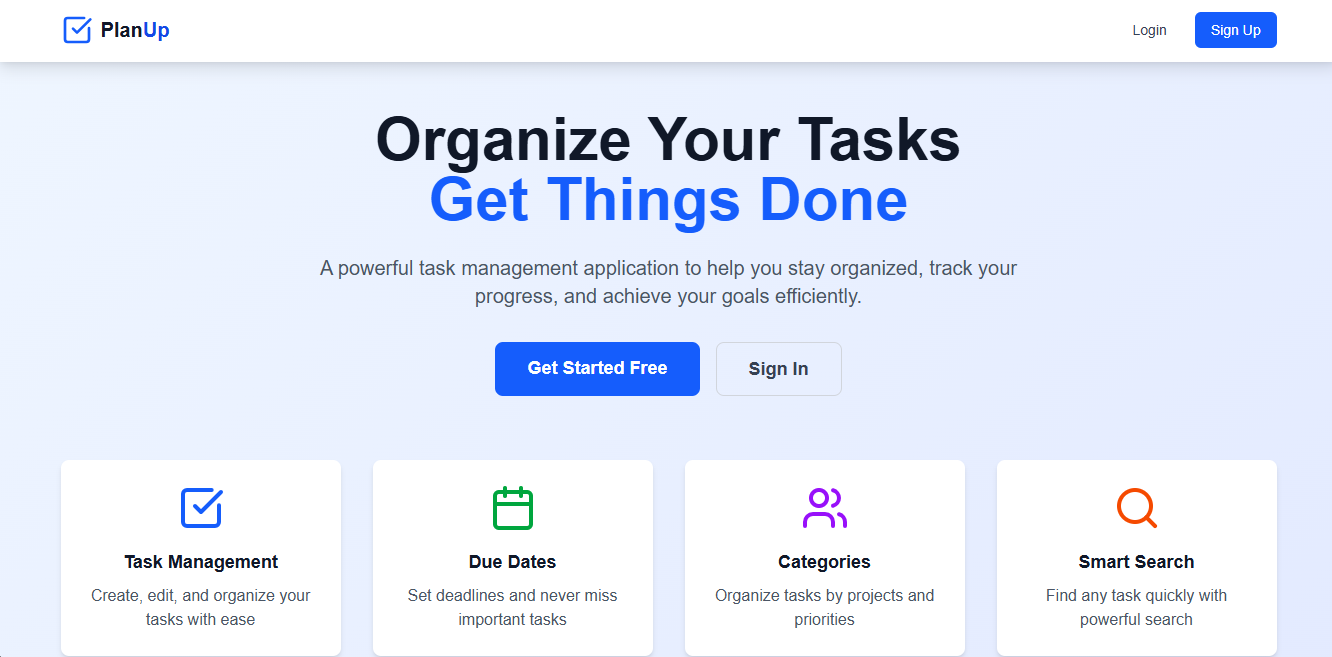 PlanUp
Login
Sign Up
Organize Your Tasks
Get Things Done
A powerful task management application to help you stay organized, track your
progress, and achieve your goals efficiently.
Get Started Free
Sign In
Task Management
Create, edit, and organize your
tasks with ease
Due Dates
Set deadlines and never miss
important tasks
Categories
Organize tasks by projects and
priorities
Smart Search
Find any task quickly with
powerful search